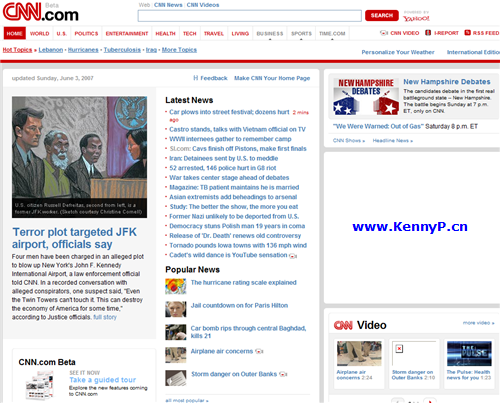 CNN.com
Beta
Web CNN News CNN Videos
SEARCH
POWERED BY
YAHOO!
HOME WORLD U.S. POLITICS ENTERTAINMENT HEALTH TECH TRAVEL LIVING BUSINESS SPORTS TIME.COM
CNN VIDEO I-REPORT RSS FEED
Hot Topics » Lebanon - Hurricanes - Tuberculosis - Iraq - More Topics
Personalize Your Weather International Edition
updated Sunday, June 3, 2007
Feedback Make CNN Your Home Page
U.S. citizen Russell Defreitas, second from left, is a
former JFK worker. (Sketch courtesy Christine Cornell)
Terror plot targeted JFK
airport, officials say
Four men have been charged in an alleged plot
to blow up New York's John F. Kennedy
International Airport, a law enforcement official
told CNN. In a recorded conversation with
alleged conspirators, one suspect said, "Even
the Twin Towers can't touch it. This can destroy
the economy of America for some time,"
according to Justice officials. full story
CNN.com Beta
SEE IT NOW
Take a guided tour
Explore the new features coming
to CNN.com.
Latest News
Car plows into street festival; dozens hurt 2 mins
ago
Castro stands, talks with Vietnam official on TV
WWII internees gather to remember camp
SI.com: Cavs finish off Pistons, make first finals
Iran: Detainees sent by U.S. to meddle
52 arrested, 146 police hurt in G8 riot
War takes center stage ahead of debates
Magazine: TB patient maintains he is married
Asian extremists add beheadings to arsenal
Study: The better the show, the more you eat
Former Nazi unlikely to be deported from U.S.
Democracy stuns Polish man 19 years in coma
Release of 'Dr. Death' renews old controversy
Tornado pounds Iowa towns with 136 mph wind
Cadet's wild dance is YouTube sensation
Popular News
The hurricane rating scale explained
Jail countdown on for Paris Hilton
Car bomb rips through central Baghdad,
kills 21
Airplane air concerns
Storm danger on Outer Banks
all most popular »
NEW HAMPSHIRE
DEBATES
New Hampshire Debates
The candidates debate in the first real
battleground state -- New Hampshire.
The battle begins Sunday at 7 p.m.
ET, only on CNN.
"We Were Warned: Out of Gas" Saturday 8 p.m. ET
CNN Shows » Headline News »
www.KennyP.cn
CNN Video
more video »
THE PULSE
Airplane air
concerns 2:24
Storm danger on
Outer Banks 2:10
The Pulse: Health
news for you 1:23